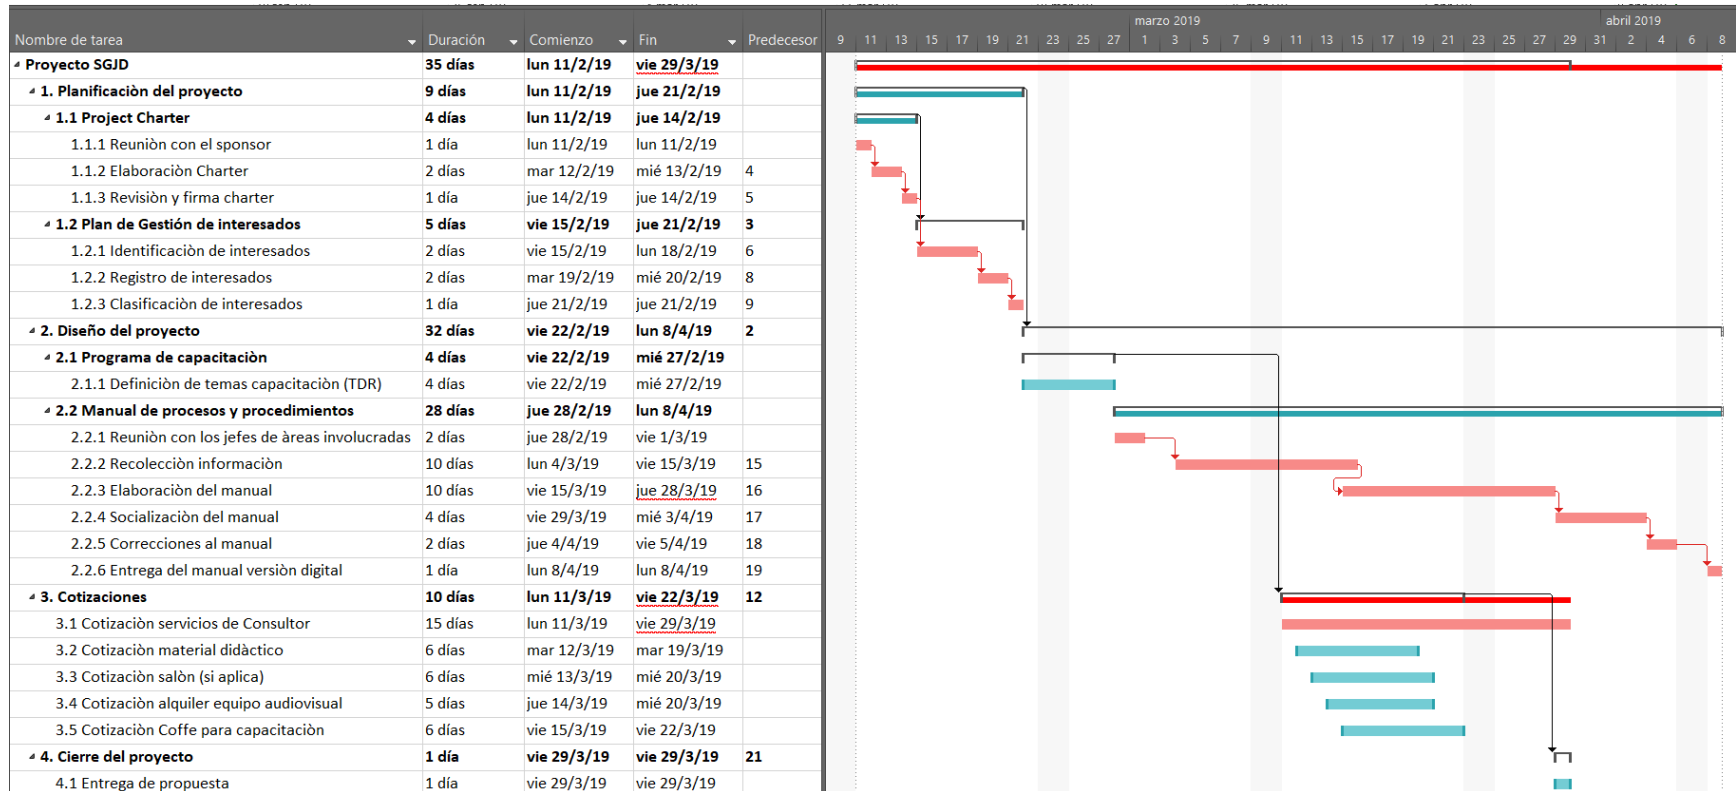 marzo 2019 abril 2019
Nombre de tarea Duración Comienzo Fin Predecesor 9 11 13 15 17 19 21 23 25 27 1 3 5 7 9 11 13 15 17 19 21 23 25 27 29 31 2 4 6 8
Proyecto SGJD 35 días lun 11/2/19 vie 29/3/19
1. Planificaciòn del proyecto 9 días lun 11/2/19 jue 21/2/19
1.1 Project Charter 4 días lun 11/2/19 jue 14/2/19
1.1.1 Reuniòn con el sponsor 1 día lun 11/2/19 lun 11/2/19
1.1.2 Elaboraciòn Charter 2 días mar 12/2/19 mié 13/2/19 4
1.1.3 Revisiòn y firma charter 1 día jue 14/2/19 jue 14/2/19 5
1.2 Plan de Gestión de interesados 5 días vie 15/2/19 jue 21/2/19 3
1.2.1 Identificaciòn de interesados 2 días vie 15/2/19 lun 18/2/19 6
1.2.2 Registro de interesados 2 días mar 19/2/19 mié 20/2/19 8
1.2.3 Clasificaciòn de interesados 1 día jue 21/2/19 jue 21/2/19 9
2. Diseño del proyecto 32 días vie 22/2/19 lun 8/4/19 2
2.1 Programa de capacitaciòn 4 días vie 22/2/19 mié 27/2/19
2.1.1 Definiciòn de temas capacitaciòn (TDR) 4 días vie 22/2/19 mié 27/2/19
2.2 Manual de procesos y procedimientos 28 días jue 28/2/19 lun 8/4/19
2.2.1 Reuniòn con los jefes de àreas involucradas 2 días jue 28/2/19 vie 1/3/19
2.2.2 Recolecciòn informaciòn 10 días lun 4/3/19 vie 15/3/19 15
2.2.3 Elaboraciòn del manual 10 días vie 15/3/19 jue 28/3/19 16
2.2.4 Socializaciòn del manual 4 días vie 29/3/19 mié 3/4/19 17
2.2.5 Correcciones al manual 2 días jue 4/4/19 vie 5/4/19 18
2.2.6 Entrega del manual versiòn digital 1 día lun 8/4/19 lun 8/4/19 19
3. Cotizaciones 10 días lun 11/3/19 vie 22/3/19 12
3.1 Cotizaciòn servicios de Consultor 15 días lun 11/3/19 vie 29/3/19
3.2 Cotizaciòn material didàctico 6 días mar 12/3/19 mar 19/3/19
3.3 Cotizaciòn salòn (si aplica) 6 días mié 13/3/19 mié 20/3/19
3.4 Cotizaciòn alquiler equipo audiovisual 5 días jue 14/3/19 mié 20/3/19
3.5 Cotizaciòn Coffe para capacitaciòn 6 días vie 15/3/19 vie 22/3/19
4. Cierre del proyecto 1 día vie 29/3/19 vie 29/3/19 21
4.1 Entrega de propuesta 1 día vie 29/3/19 vie 29/3/19